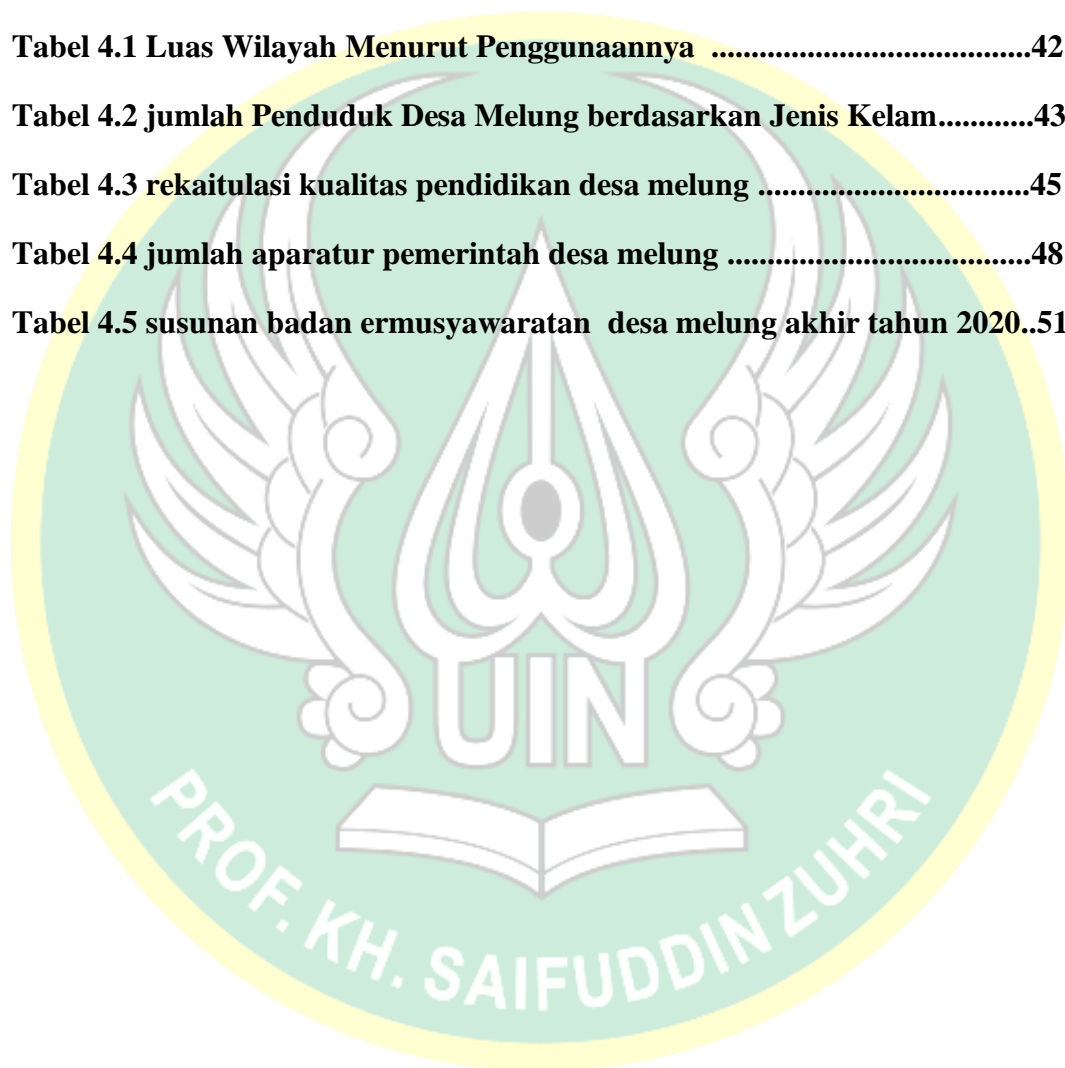 Tabel 4.1 Luas Wilayah Menurut Penggunaannya ......................................42
Tabel 4.2 jumlah Penduduk Desa Melung berdasarkan Jenis Kelam............43
Tabel 4.3 rekaitulasi kualitas pendidikan desa melung ................................45
Tabel 4.4 jumlah aparatur pemerintah desa melung ..................................48
Tabel 4.5 susunan badan ermusyawaratan desa melung akhir tahun 2020..51
UIN
PROF. KH. SAIFUDDIN ZUHRI